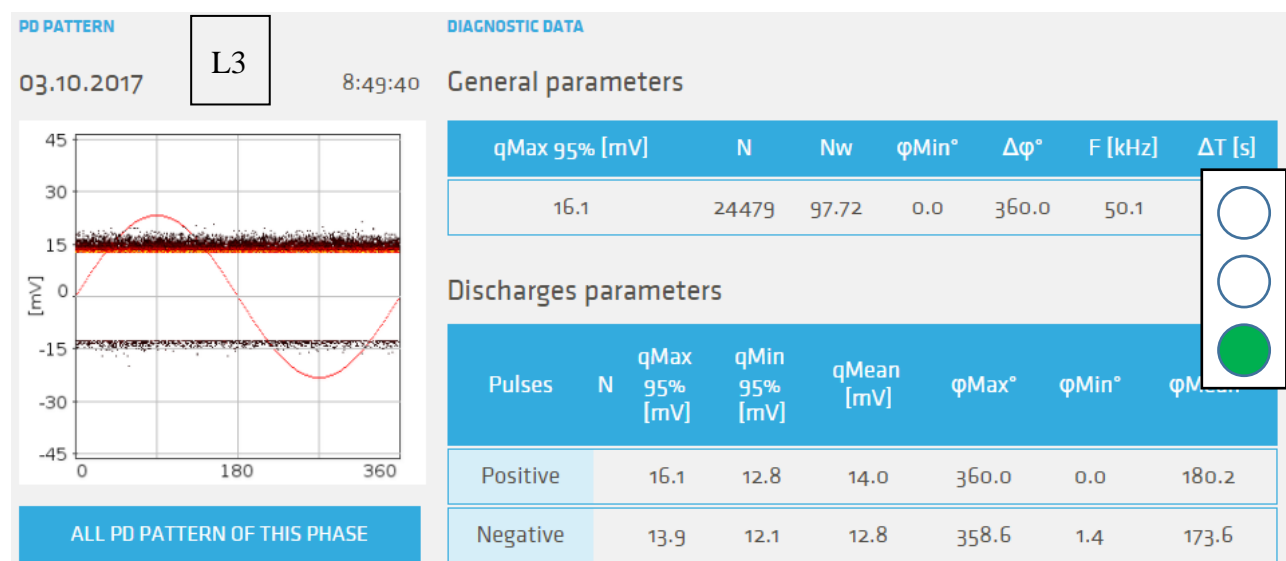 PD PATTERN
L3
03.10.2017
8:49:40
45
30
15
0
-15
-30
-45
[mV]
0 180 360
ALL PD PATTERN OF THIS PHASE
DIAGNOSTIC DATA
General parameters
qMax 95% [mV] N Nw φMin° Δφ° F [kHz] ΔT [s]
16.1 24479 97.72 0.0 360.0 50.1
Discharges parameters
Pulses N qMax 95% [mV] qMin 95% [mV] qMean [mV] φMax° φMin°
Positive 16.1 12.8 14.0 360.0 0.0 180.2
Negative 13.9 12.1 12.8 358.6 1.4 173.6